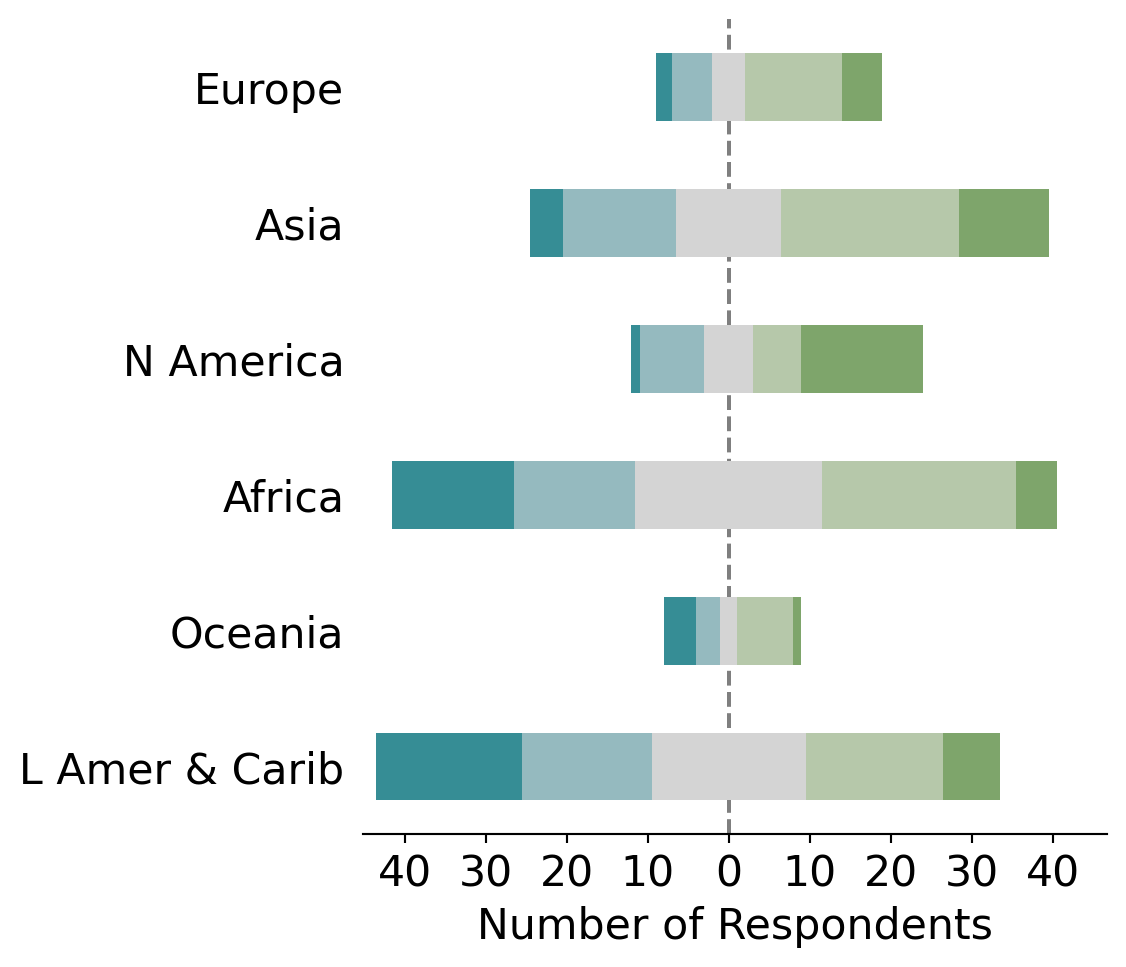 Europe
Asia
N America
Africa
Oceania
L Amer & Carib
40 30 20 10 0 10 20 30 40
Number of Respondents